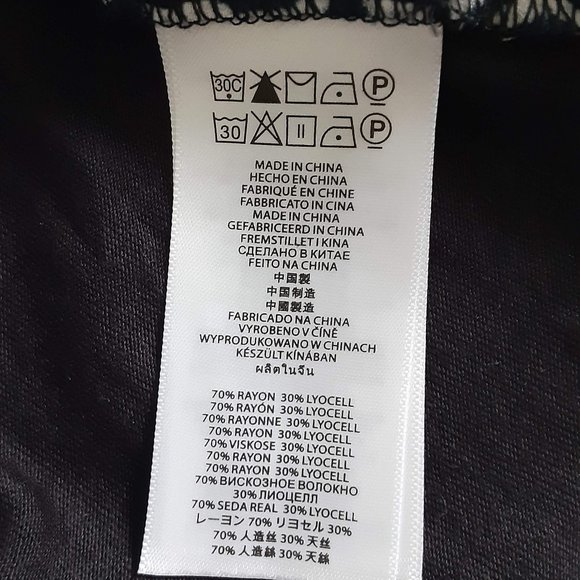 30C P
30 P
MADE IN CHINA
HECHO EN CHINA
FABRIQUÉ EN CHINE
FABBRICATO IN CINA
MADE IN CHINA
GEFABRICEERD IN CHINA
FREMSTILLET I KINA
СДЕЛАНО В КИТАЕ
FEITO NA CHINA
中国製
中国制造
中國製造
FABRICADO NA CHINA
VYROBENO V ČÍNĚ
WYPRODUKOWANO W CHINACH
KÉSZÜLT KÍNÁBAN
ผลิตในจีน
70% RAYON 30% LYOCELL
70% RAYÓN 30% LYOCELL
70% RAYONNE 30% LYOCELL
70% RAYON 30% LYOCELL
70% VISKOSE 30% LYOCELL
70% RAYON 30% LYOCELL
70% RAYON 30% LYOCELL
70% ВИСКОЗНОЕ ВОЛОКНО
30% ЛИОЦЕЛЛ
70% SEDA REAL 30% LYOCELL
レーヨン 70% リヨセル 30%
70% 人造丝 30% 天丝
70% 人造絲 30% 天絲